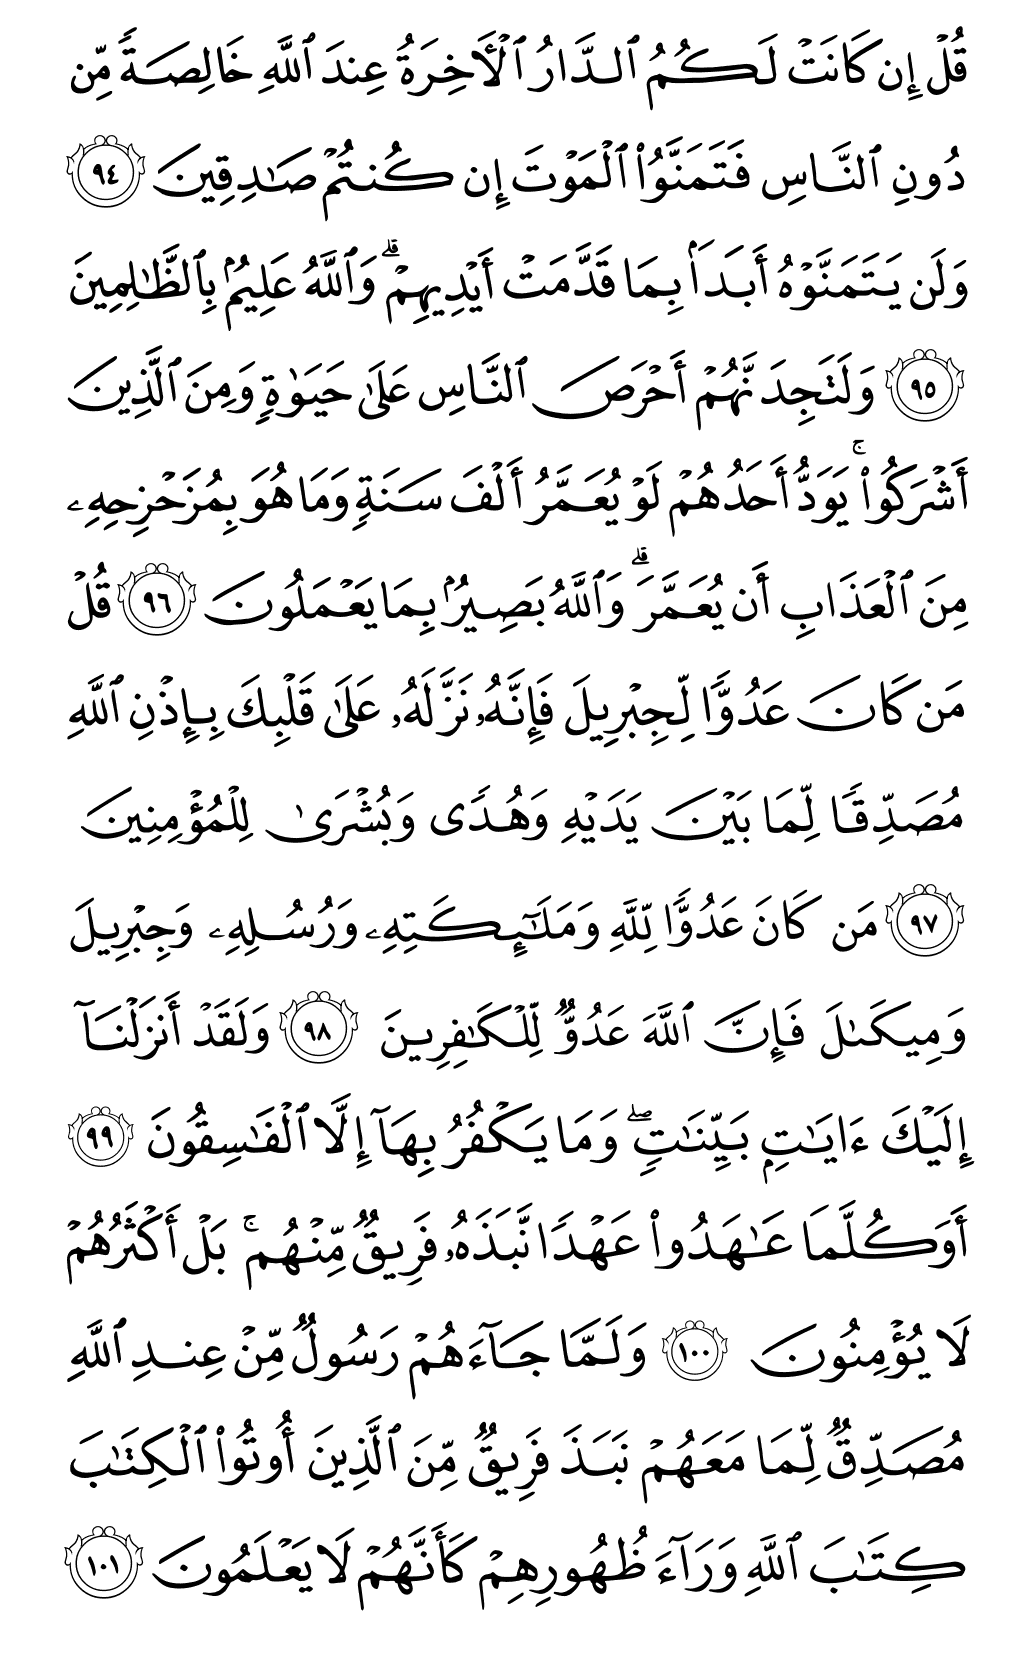 قُلْ إِن كَانَتْ لَكُمُ ٱلدَّارُ ٱلْـَٔاخِرَةُ عِندَ ٱللَّهِ خَالِصَةً مِّن
دُونِ ٱلنَّاسِ فَتَمَنَّوُا۟ ٱلْمَوْتَ إِن كُنتُمْ صَـٰدِقِينَ ٩٤
وَلَن يَتَمَنَّوْهُ أَبَدًۢا بِمَا قَدَّمَتْ أَيْدِيهِمْ ۗ وَٱللَّهُ عَلِيمٌۢ بِٱلظَّـٰلِمِينَ
٩٥ وَلَتَجِدَنَّهُمْ أَحْرَصَ ٱلنَّاسِ عَلَىٰ حَيَوٰةٍ وَمِنَ ٱلَّذِينَ
أَشْرَكُوا۟ ۚ يَوَدُّ أَحَدُهُمْ لَوْ يُعَمَّرُ أَلْفَ سَنَةٍ وَمَا هُوَ بِمُزَحْزِحِهِۦ
مِنَ ٱلْعَذَابِ أَن يُعَمَّرَ ۗ وَٱللَّهُ بَصِيرٌۢ بِمَا يَعْمَلُونَ ٩٦ قُلْ
مَن كَانَ عَدُوًّا لِّجِبْرِيلَ فَإِنَّهُۥ نَزَّلَهُۥ عَلَىٰ قَلْبِكَ بِإِذْنِ ٱللَّهِ
مُصَدِّقًا لِّمَا بَيْنَ يَدَيْهِ وَهُدًى وَبُشْرَىٰ لِلْمُؤْمِنِينَ
٩٧ مَن كَانَ عَدُوًّا لِّلَّهِ وَمَلَـٰٓئِكَتِهِۦ وَرُسُلِهِۦ وَجِبْرِيلَ
وَمِيكَىٰلَ فَإِنَّ ٱللَّهَ عَدُوٌّ لِّلْكَـٰفِرِينَ ٩٨ وَلَقَدْ أَنزَلْنَآ
إِلَيْكَ ءَايَـٰتٍۭ بَيِّنَـٰتٍ ۖ وَمَا يَكْفُرُ بِهَآ إِلَّا ٱلْفَـٰسِقُونَ ٩٩
أَوَكُلَّمَا عَـٰهَدُوا۟ عَهْدًا نَّبَذَهُۥ فَرِيقٌ مِّنْهُم ۚ بَلْ أَكْثَرُهُمْ
لَا يُؤْمِنُونَ ١٠٠ وَلَمَّا جَآءَهُمْ رَسُولٌ مِّنْ عِندِ ٱللَّهِ
مُصَدِّقٌ لِّمَا مَعَهُمْ نَبَذَ فَرِيقٌ مِّنَ ٱلَّذِينَ أُوتُوا۟ ٱلْكِتَـٰبَ
كِتَـٰبَ ٱللَّهِ وَرَآءَ ظُهُورِهِمْ كَأَنَّهُمْ لَا يَعْلَمُونَ ١٠١